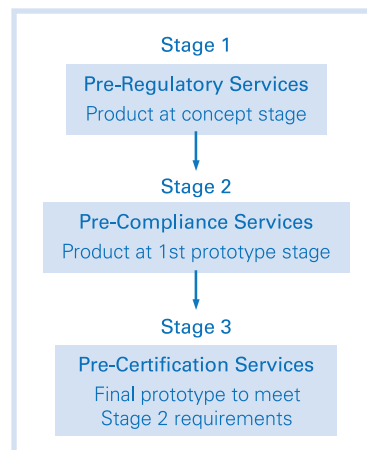 Stage 1
Pre-Regulatory Services
Product at concept stage
Stage 2
Pre-Compliance Services
Product at 1st prototype stage
Stage 3
Pre-Certification Services
Final prototype to meet
Stage 2 requirements